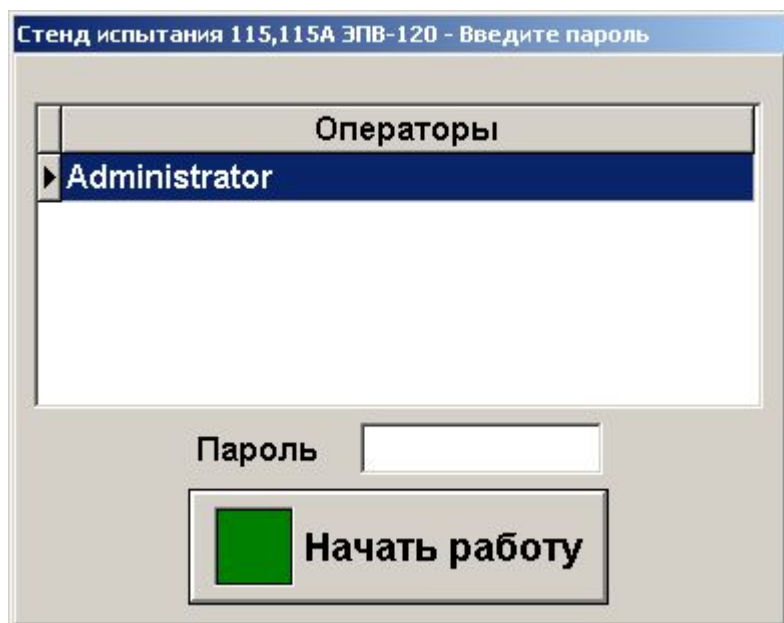 Стенд испытания 115,115А ЭПВ-120 - Введите пароль
Операторы
Administrator
Пароль
Начать работу